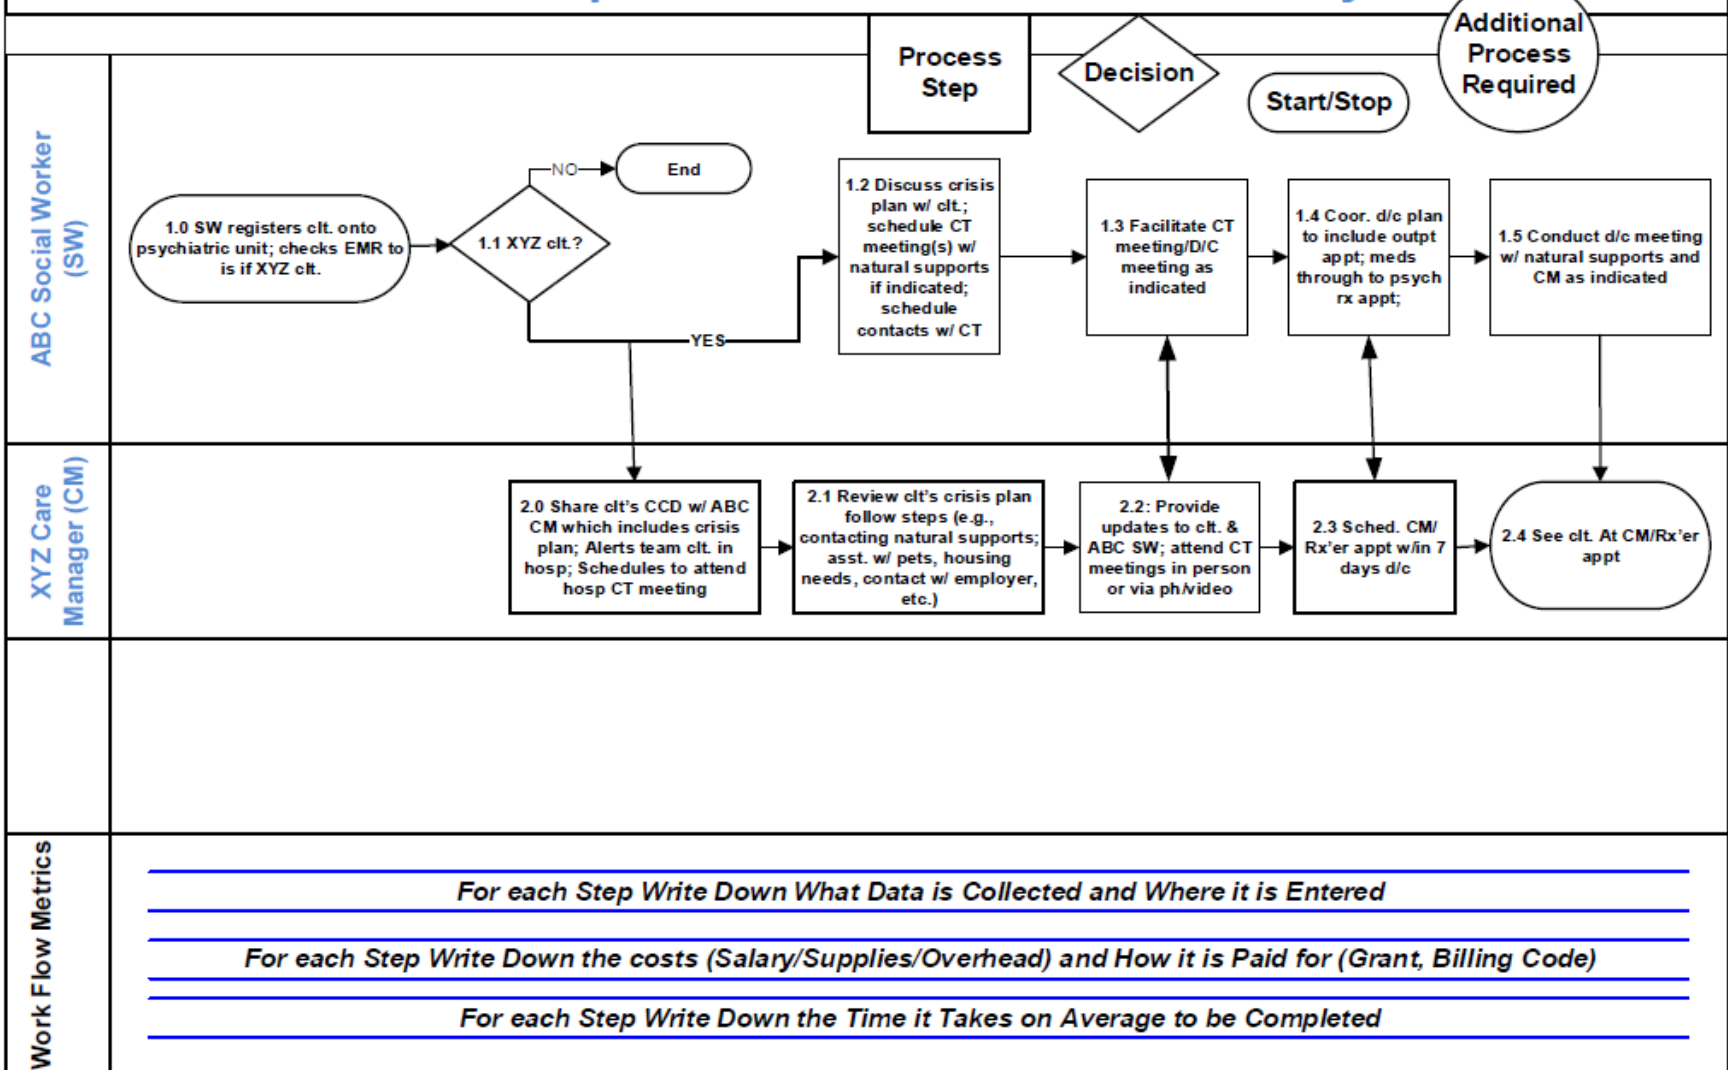 Process
Step
Decision
Start/Stop
Additional
Process
Required
ABC Social Worker
(SW)
1.0 SW registers clt. onto
psychiatric unit; checks EMR to
is if XYZ clt.
1.1 XYZ clt.?
NO
End
YES
1.2 Discuss crisis
plan w/ clt.;
schedule CT
meeting(s) w/
natural supports
if indicated;
schedule
contacts w/ CT
1.3 Facilitate CT
meeting/D/C
meeting as
indicated
1.4 Coor. d/c plan
to include outpt
appt; meds
through to psych
rx appt;
1.5 Conduct d/c meeting
w/ natural supports and
CM as indicated
XYZ Care
Manager (CM)
2.0 Share clt's CCD w/ ABC
CM which includes crisis
plan; Alerts team clt. in
hosp; Schedules to attend
hosp CT meeting
2.1 Review clt's crisis plan
follow steps (e.g.,
contacting natural supports;
asst. w/ pets, housing
needs, contact w/ employer,
etc.)
2.2: Provide
updates to clt. &
ABC SW; attend CT
meetings in person
or via ph/video
2.3 Sched. CM/
Rx'er appt w/in 7
days d/c
2.4 See clt. At CM/Rx'er
appt
Work Flow Metrics
For each Step Write Down What Data is Collected and Where it is Entered
For each Step Write Down the costs (Salary/Supplies/Overhead) and How it is Paid for (Grant, Billing Code)
For each Step Write Down the Time it Takes on Average to be Completed